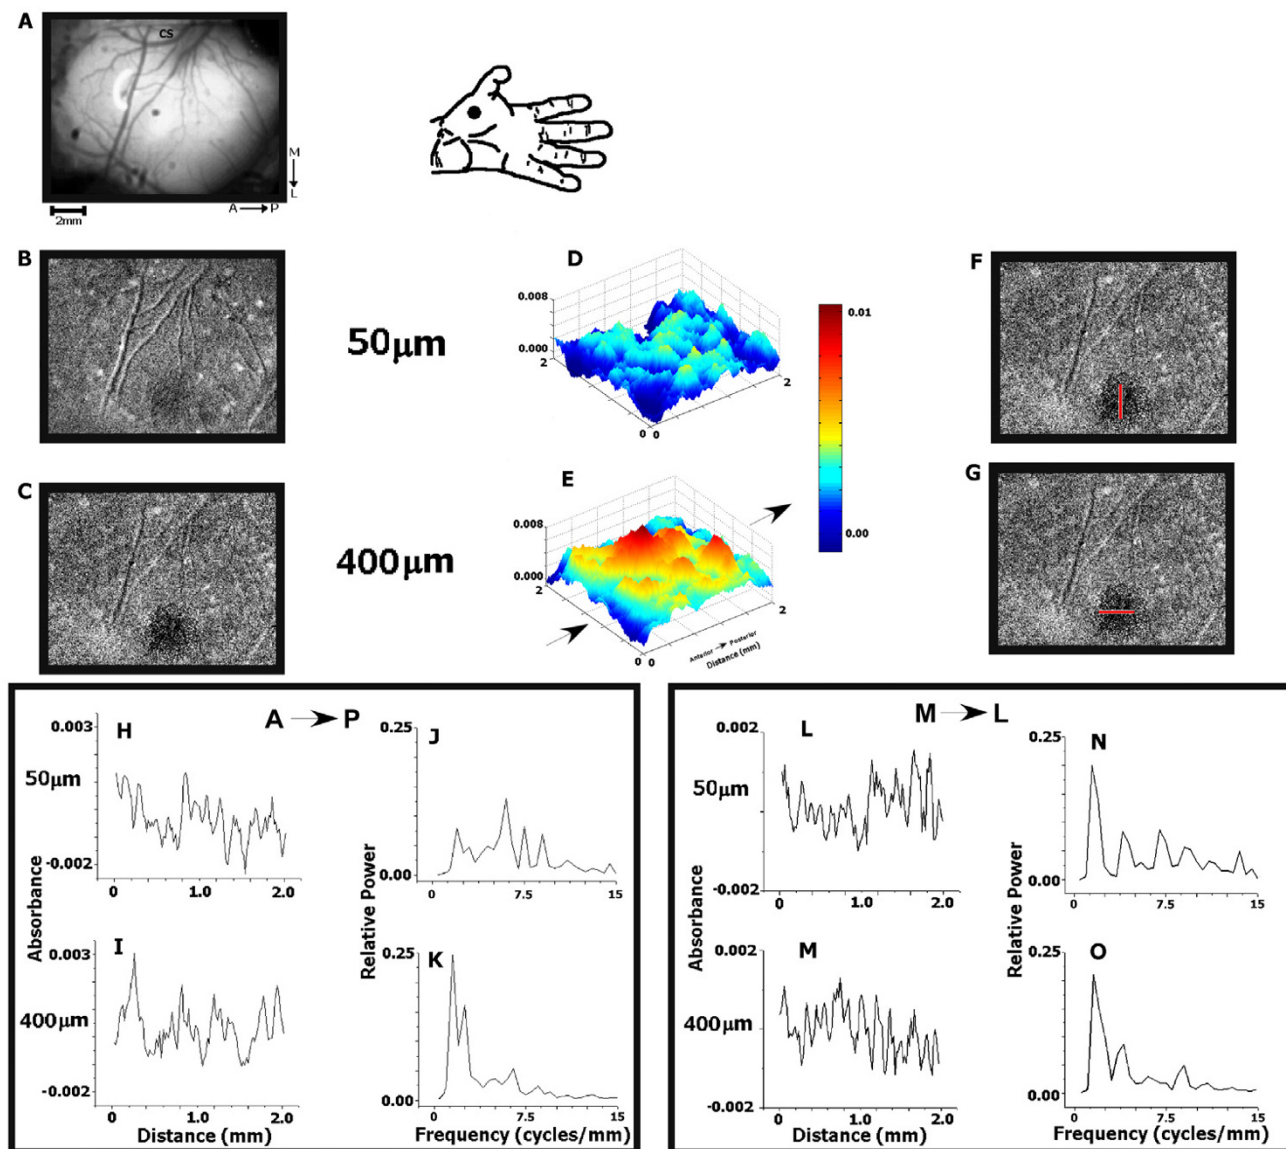 A
CS
M
L
A P
2mm
B
50μm
D
0.008
0.000
2
0
0
2
0.01
0.00
F
C
400μm
E
0.008
0.000
2
0
0
2
Anterior Posterior
Distance (mm)
G
A P
H
0.003
50μm
-0.002
0
1.0
2.0
J
0.25
0.00
0
7.5
15
Absorbance
Relative Power
I
0.003
400μm
-0.002
0
1.0
2.0
Distance (mm)
K
0.25
0.00
0
7.5
15
Frequency (cycles/mm)
M L
L
0.002
50μm
-0.002
0
1.0
2.0
N
0.25
0.00
0
7.5
15
Absorbance
Relative Power
M
0.002
400μm
-0.002
0
1.0
2.0
Distance (mm)
O
0.25
0.00
0
7.5
15
Frequency (cycles/mm)